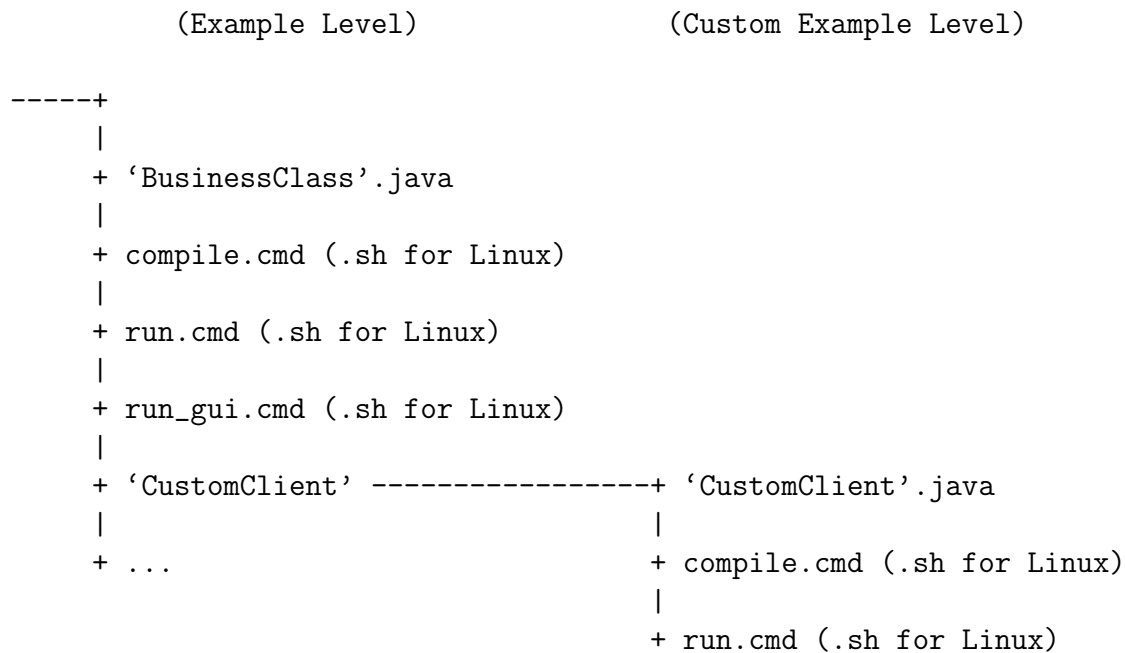 (Example Level) (Custom Example Level)
-----+
|
+ ‘BusinessClass’.java
|
+ compile.cmd (.sh for Linux)
|
+ run.cmd (.sh for Linux)
|
+ run_gui.cmd (.sh for Linux)
|
+ ‘CustomClient’ -----------------+ ‘CustomClient’.java
| |
+ ... + compile.cmd (.sh for Linux)
|
+ run.cmd (.sh for Linux)